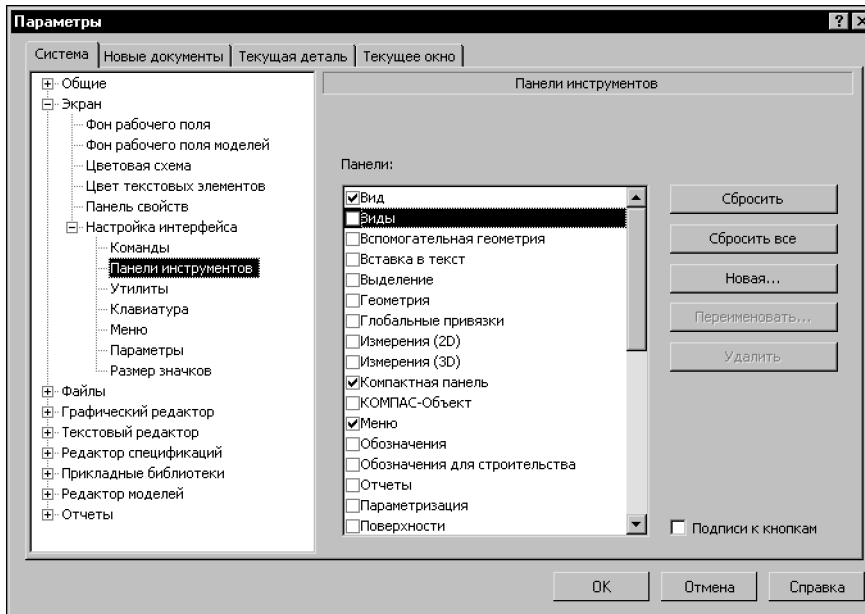 Параметры
Система Новые документы Текущая деталь Текущее окно
Общие
Экран
Фон рабочего поля
Фон рабочего поля моделей
Цветовая схема
Цвет текстовых элементов
Панель свойств
Настройка интерфейса
Команды
Панели инструментов
Утилиты
Клавиатура
Меню
Параметры
Размер значков
Файлы
Графический редактор
Текстовый редактор
Редактор спецификаций
Прикладные библиотеки
Редактор моделей
Отчеты
Панели инструментов
Панели:
Вид
Виды
Вспомогательная геометрия
Вставка в текст
Выделение
Геометрия
Глобальные привязки
Измерения (2D)
Измерения (3D)
Компактная панель
КОМПАС-Объект
Меню
Обозначения
Обозначения для строительства
Отчеты
Параметризация
Поверхности
Сбросить
Сбросить все
Новая...
Переименовать...
Удалить
Подписи к кнопкам
OK Отмена Справка